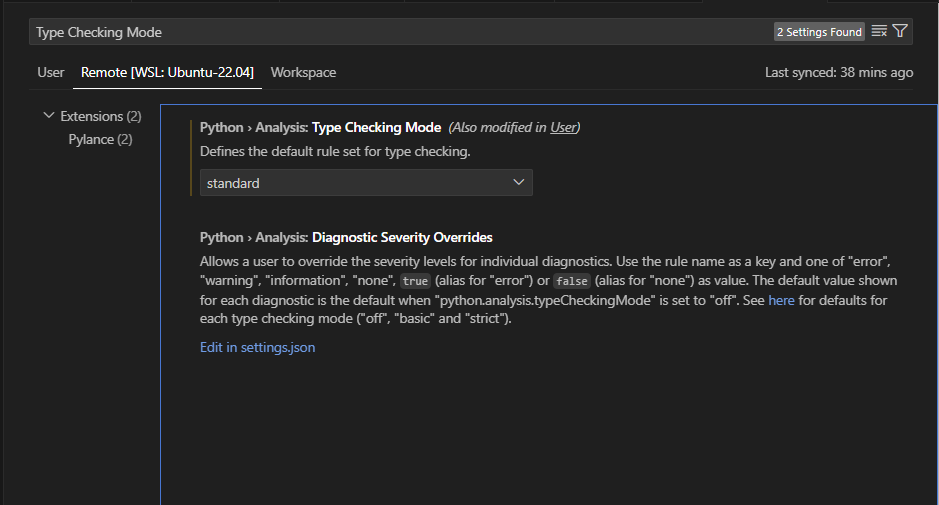 Type Checking Mode
2 Settings Found
User Remote [WSL: Ubuntu-22.04] Workspace
Last synced: 38 mins ago
Extensions (2)
Pylance (2)
Python › Analysis: Type Checking Mode (Also modified in User)
Defines the default rule set for type checking.
standard
Python › Analysis: Diagnostic Severity Overrides
Allows a user to override the severity levels for individual diagnostics. Use the rule name as a key and one of "error",
"warning", "information", "none", true (alias for "error") or false (alias for "none") as value. The default value shown
for each diagnostic is the default when "python.analysis.typeCheckingMode" is set to "off". See here for defaults for
each type checking mode ("off", "basic" and "strict").
Edit in settings.json